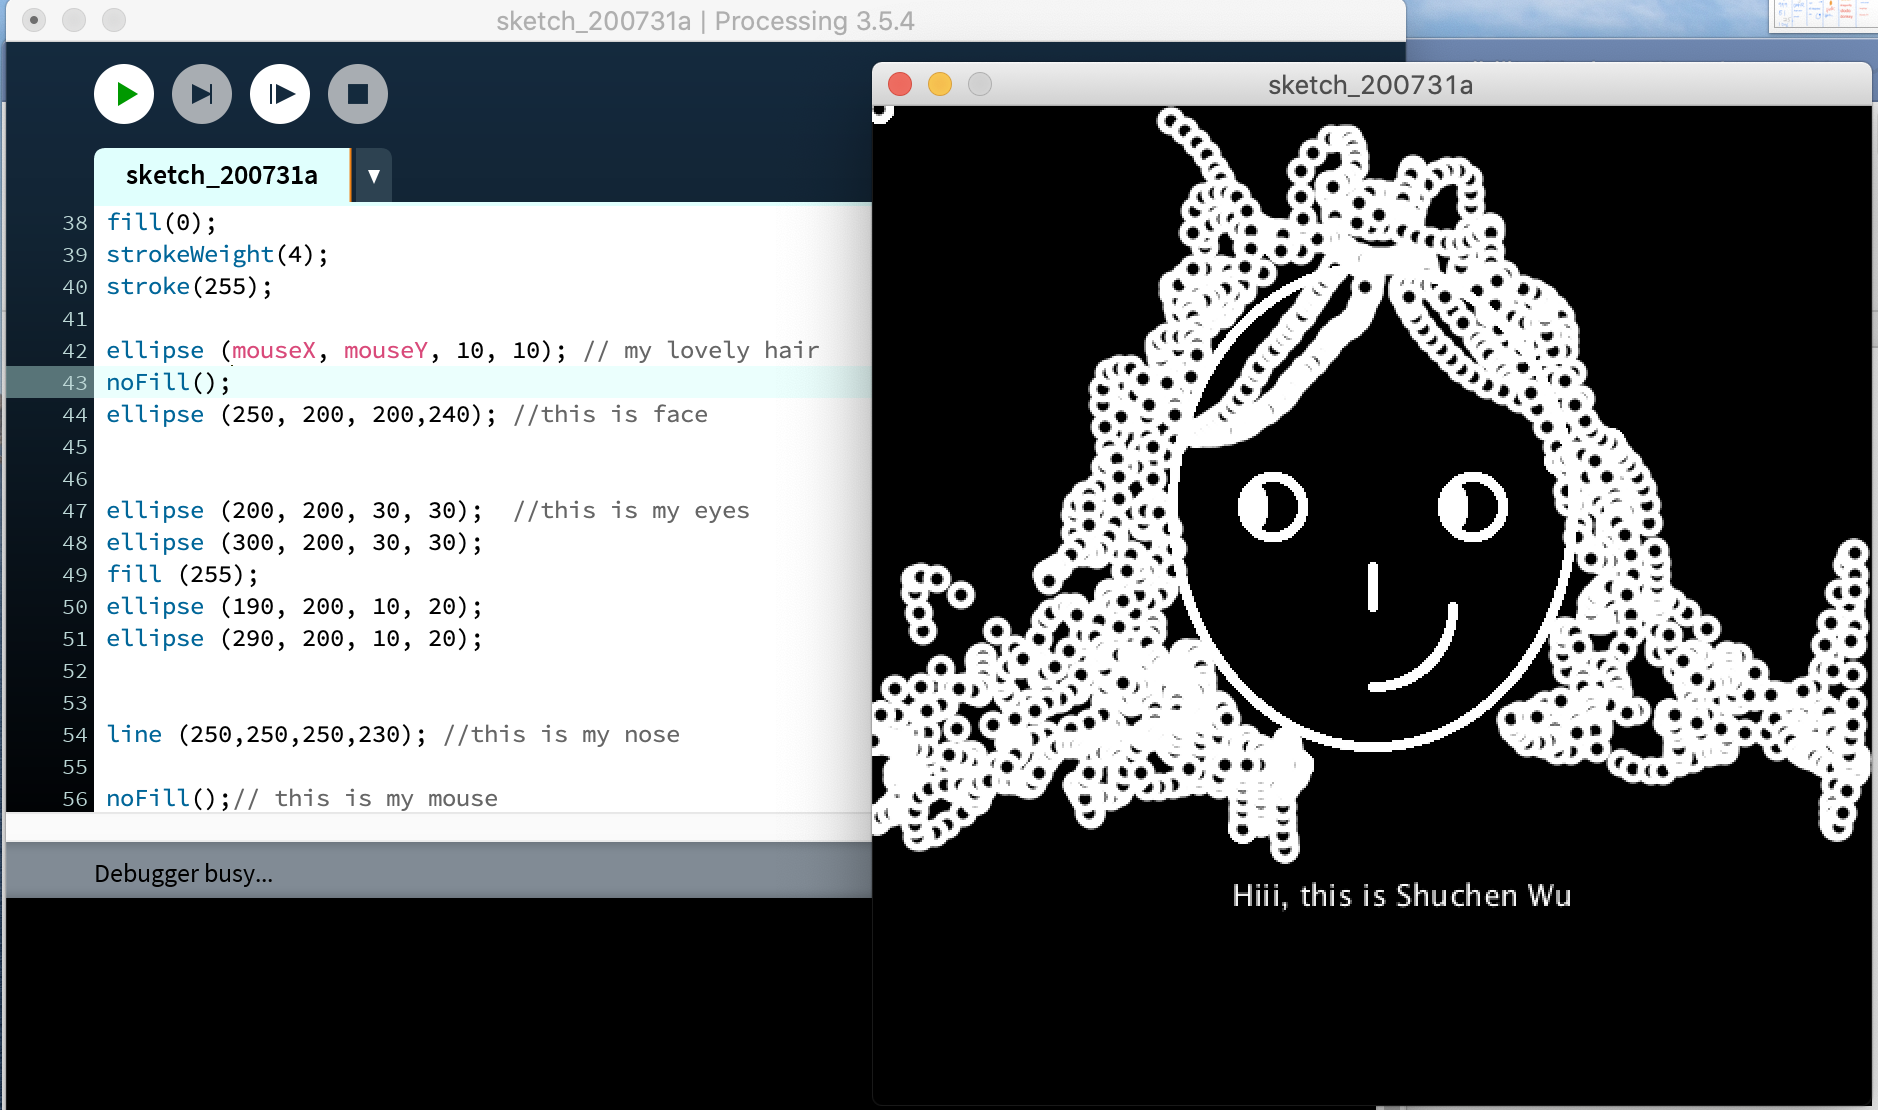 sketch_200731a | Processing 3.5.4
sketch_200731a
38 fill(0);
39 strokeWeight(4);
40 stroke(255);
41
42 ellipse (mouseX, mouseY, 10, 10); // my lovely hair
43 noFill();
44 ellipse (250, 200, 200,240); //this is face
45
46
47 ellipse (200, 200, 30, 30);  //this is my eyes
48 ellipse (300, 200, 30, 30);
49 fill (255);
50 ellipse (190, 200, 10, 20);
51 ellipse (290, 200, 10, 20);
52
53
54 line (250,250,250,230); //this is my nose
55
56 noFill();// this is my mouse
Debugger busy...
sketch_200731a
Hiii, this is Shuchen Wu